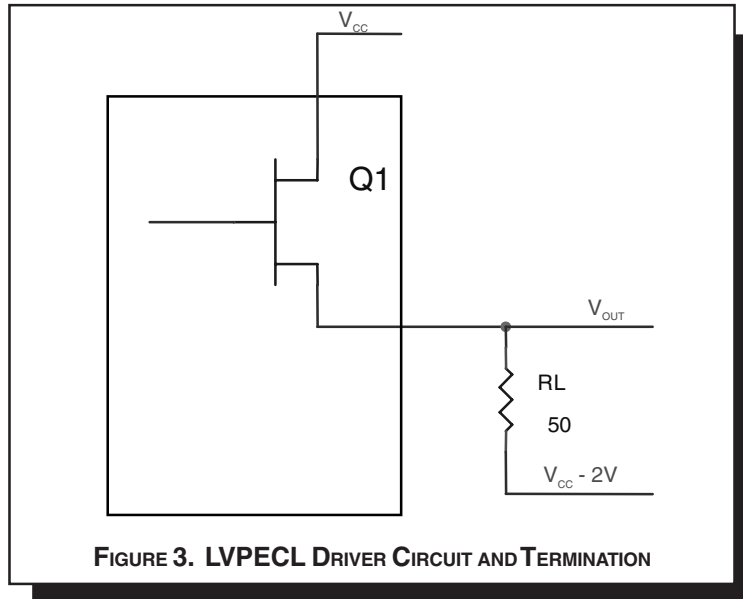 VCC
Q1
VOUT
RL
50
VCC - 2V
FIGURE 3. LVPECL DRIVER CIRCUIT AND TERMINATION